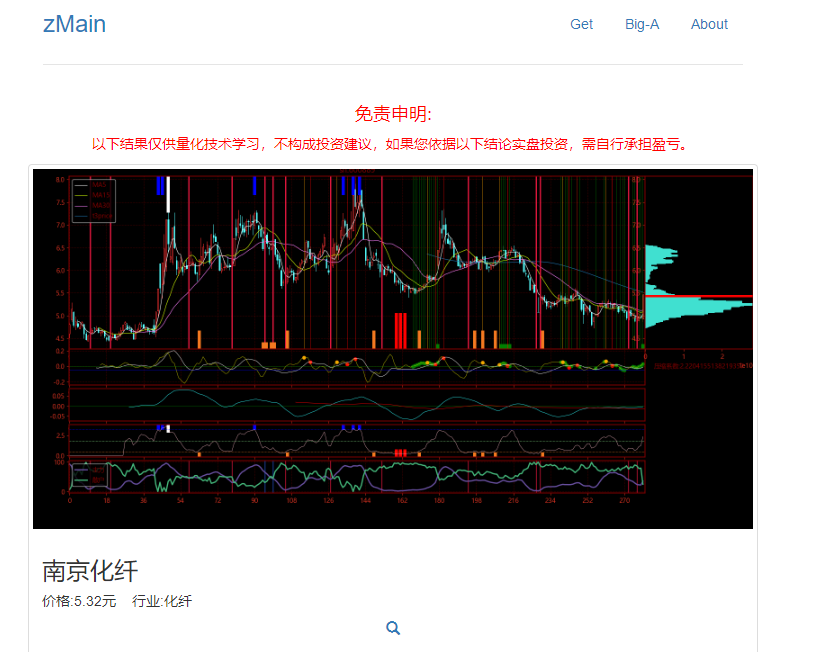 zMain
Get Big-A About
免责申明:
以下结果仅供量化技术学习，不构成投资建议，如果您依据以下结论实盘投资，需自行承担盈亏。
8.0
7.5
7.0
6.5
6.0
5.5
5.0
4.5
0 1 2
0.2
0.0
-0.2
0.05
0.00
-0.05
2.5
0.0
100
0
0 18 36 54 72 90 108 126 144 162 180 198 216 234 252 270
南京化纤
价格:5.32元 行业:化纤